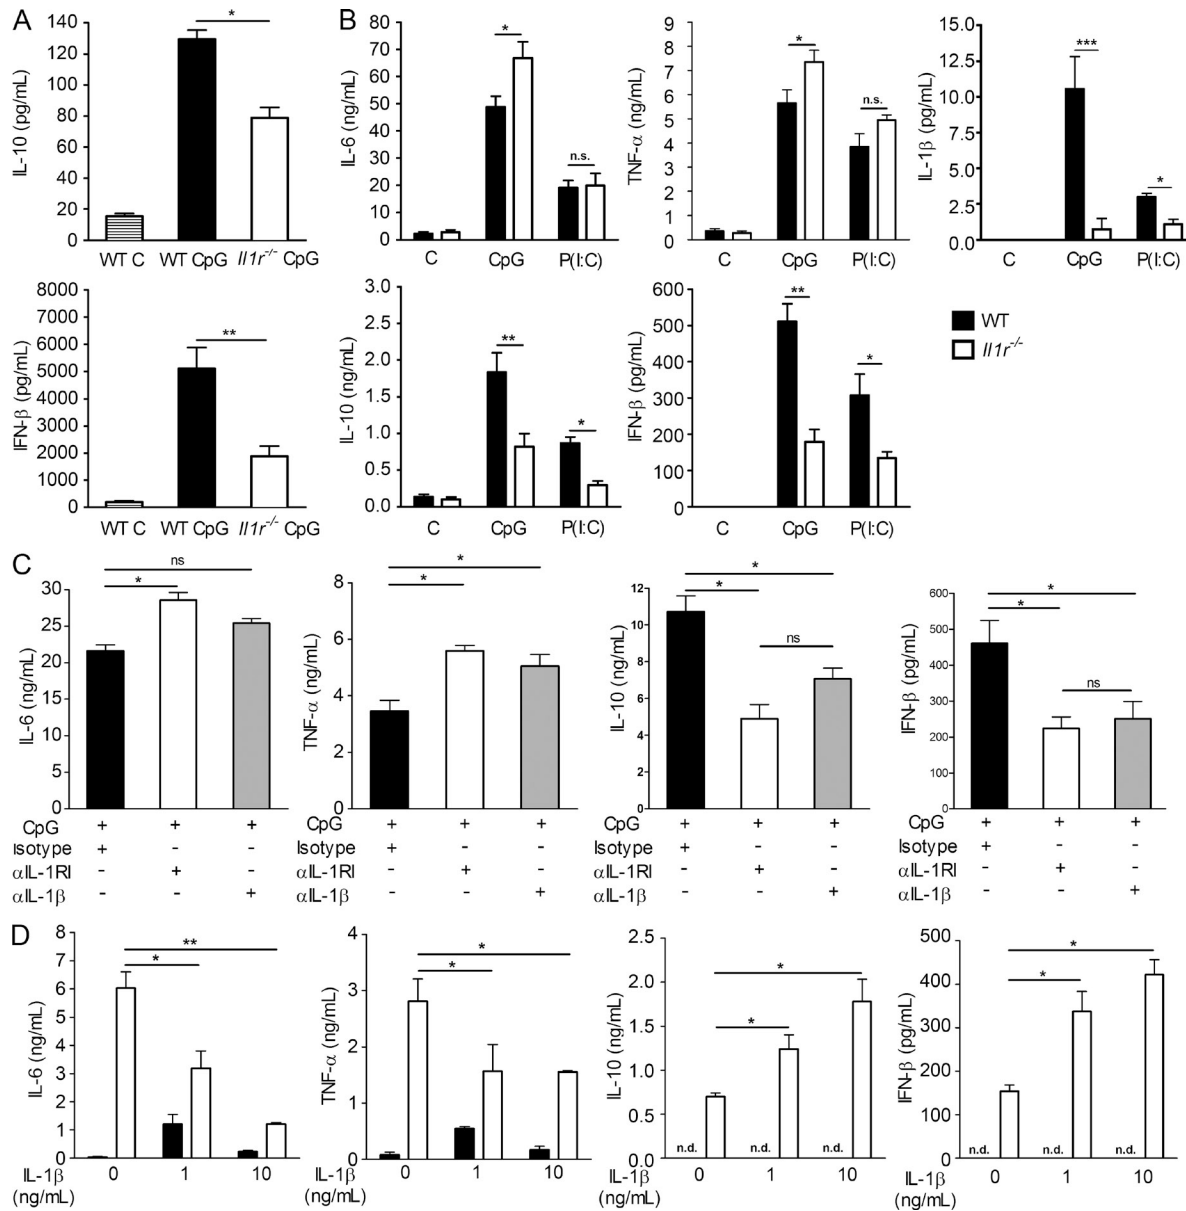 A
IL-10 (pg/mL)
140
120
100
80
60
40
20
0
*
WT C WT CpG Il1r-/- CpG
IFN-β (pg/mL)
8000
7000
6000
5000
4000
3000
2000
1000
0
**
WT C WT CpG Il1r-/- CpG
B
IL-6 (ng/mL)
80
70
60
50
40
30
20
10
0
*
n.s.
C CpG P(I:C)
TNF-α (ng/mL)
9
8
7
6
5
4
3
2
1
0
*
n.s.
C CpG P(I:C)
IL-1β (pg/mL)
15.0
12.5
10.0
7.5
5.0
2.5
0.0
***
*
C CpG P(I:C)
IL-10 (ng/mL)
3.0
2.5
2.0
1.5
1.0
0.5
0.0
**
*
C CpG P(I:C)
IFN-β (pg/mL)
600
500
400
300
200
100
0
**
*
C CpG P(I:C)
WT
Il1r-/-
C
IL-6 (ng/mL)
30
25
20
15
10
5
0
ns
*
CpG + + +
Isotype + - -
αIL-1RI - + -
αIL-1β - - +
TNF-α (ng/mL)
8
6
4
2
0
*
*
CpG + + +
Isotype + - -
αIL-1RI - + -
αIL-1β - - +
IL-10 (ng/mL)
12
10
8
6
4
2
0
*
*
ns
CpG + + +
Isotype + - -
αIL-1RI - + -
αIL-1β - - +
IFN-β (pg/mL)
600
500
400
300
200
100
0
*
*
ns
CpG + + +
Isotype + - -
αIL-1RI - + -
αIL-1β - - +
D
IL-6 (ng/mL)
8
7
6
5
4
3
2
1
0
**
*
IL-1β 0 1 10
(ng/mL)
TNF-α (ng/mL)
4
3
2
1
0
*
*
IL-1β 0 1 10
(ng/mL)
IL-10 (ng/mL)
2.5
2.0
1.5
1.0
0.5
0.0
*
*
n.d. n.d. n.d.
IL-1β 0 1 10
(ng/mL)
IFN-β (pg/mL)
500
400
300
200
150
100
0
*
*
n.d. n.d. n.d.
IL-1β 0 1 10
(ng/mL)